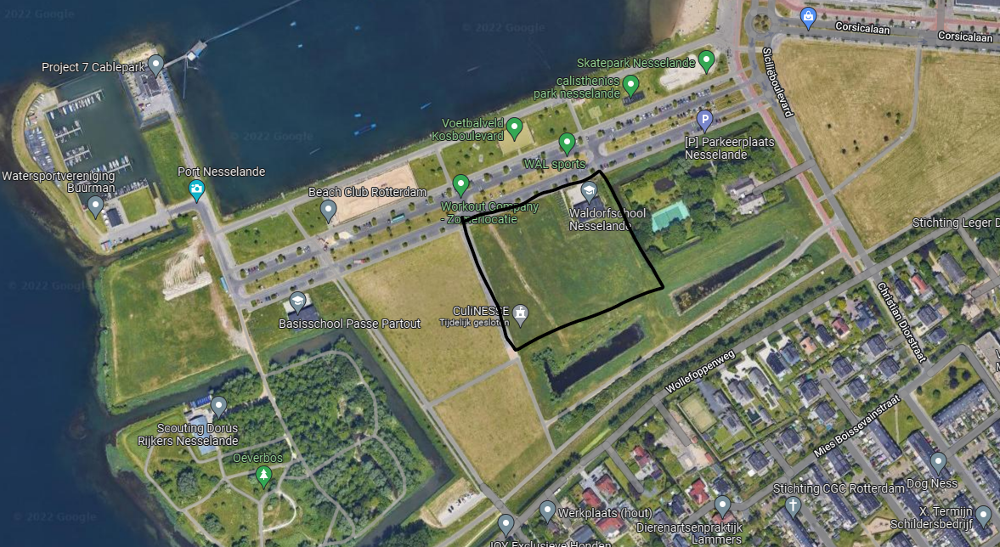 2022 Google
2022 Google
Corsicalaan
Corsicalaan
Project 7 Cablepark
Skatepark Nesselande
calisthenics
park nesselande
Sicilieboulevard
Voetbalveld
Kosboulevard
2022 Google
P
[P] Parkeerplaats
Nesselande
WAL sports
Port Nesselande
Watersportvereniging
Buurman
Beach Club Rotterdam
Workout Company
Waldorfschool
Nesselande
Stichting Leger D
2022 Google
Christian Diorstraat
CuliNESSE
Tijdelijk gesloten
Basisschool Passe Partout
Wollefoppenweg
Mies Boissevainstraat
Scouting Dorus
Rijkers Nesselande
Oeverbos
Dog Ness
Stichting CGC Rotterdam
2022 Google
Werkplaats (hout)
Dierenartsenpraktijk
Lammers
X. Termijn
Schildersbedrijf
JOY Exclusieve Honden